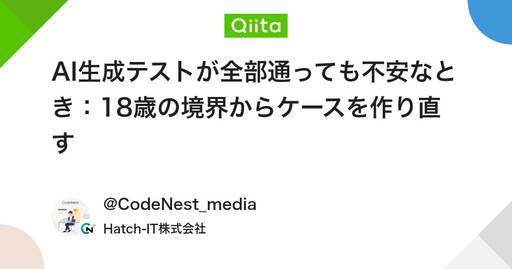 Qiita
AI生成テストが全部通っても不安なと
き：18歳の境界からケースを作り直
す
@CodeNest_media
Hatch-IT株式会社